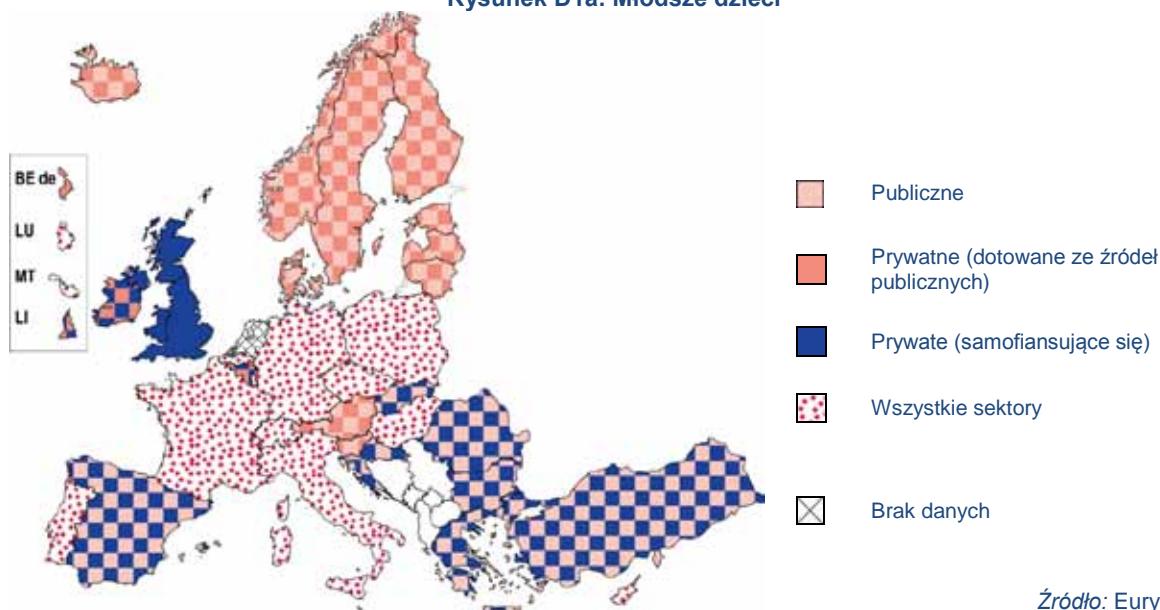 Rysunek D1a: Młodsze dzieci
BE de
LU
MT
LI
Publiczne
Prywatne (dotowane ze źródeł
publicznych)
Prywate (samofiansujące się)
Wszystkie sektory
Brak danych
Źródło: Eury